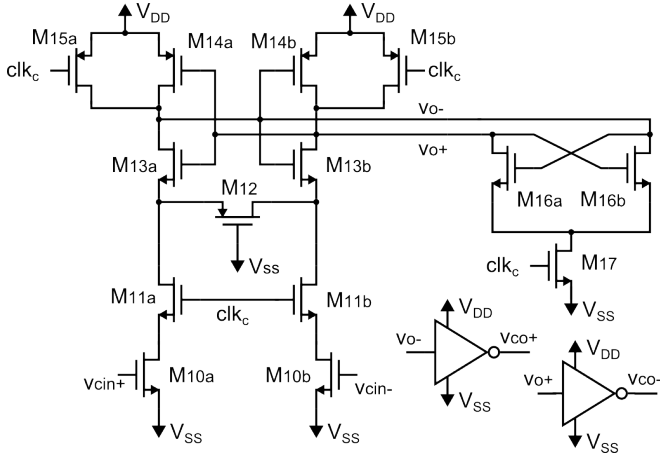 VDD VDD
M15a M14a M14b M15b
clkc clkc
vo-
vo+
M13a M13b
M12 M16a M16b
VSS
clkc M17
M11a M11b
clkc
VSS
VDD
vo- vco+
vcin+ M10a M10b vcin-
VDD
VSS
vo+ vco-
VSS VSS
VSS